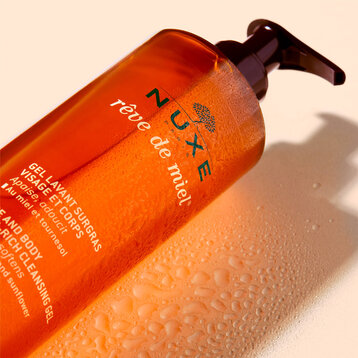 NUXE
rêve de miel
GEL LAVANT SURGRAS
VISAGE ET CORPS
Apaise, adoucit
Au miel et tournesol
AND BODY
RICH CLEANSING GEL
softens
and sunflower